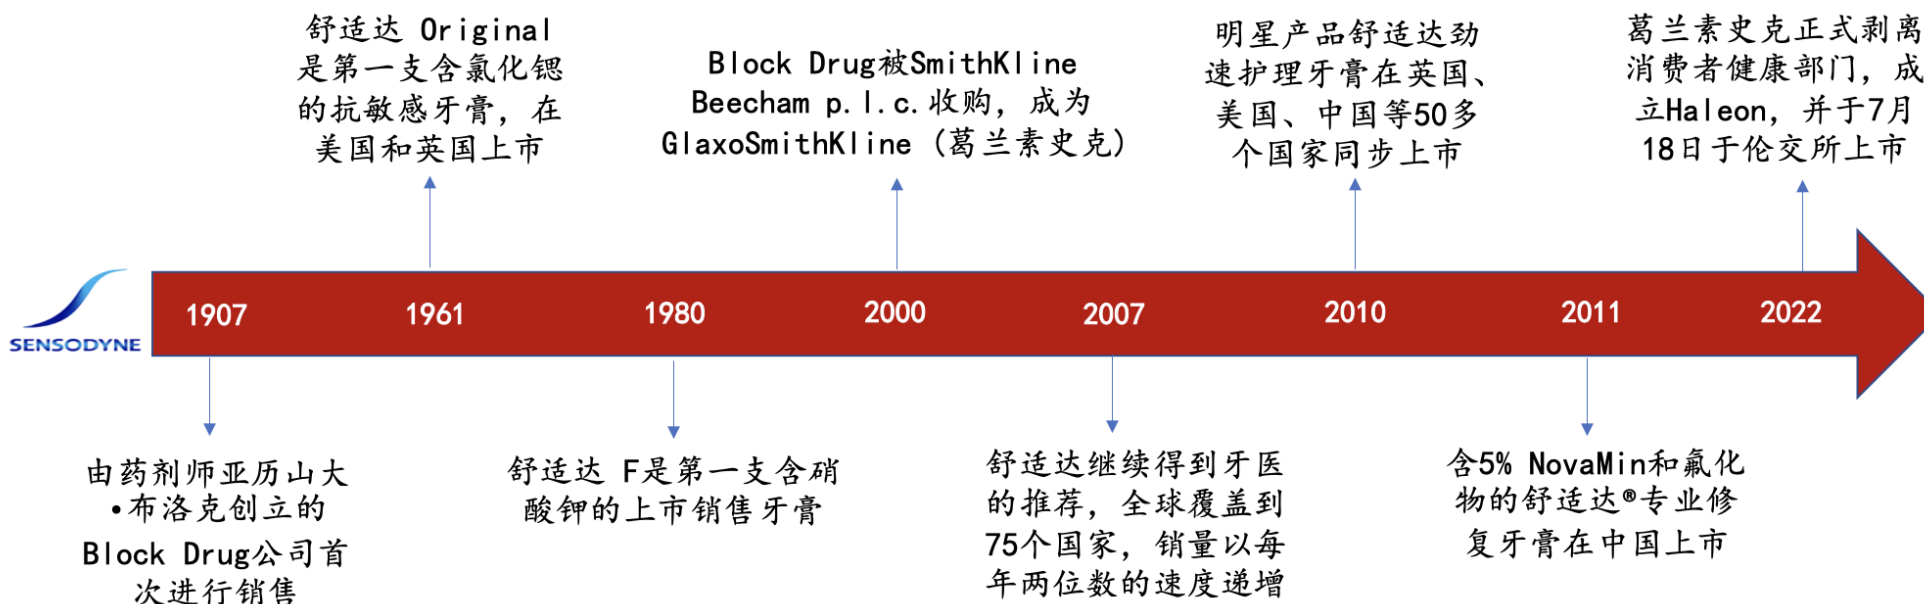 舒适达 Original
是第一支含氯化锶
的抗敏感牙膏，在
美国和英国上市
Block Drug被SmithKline
Beecham p.l.c.收购，成为
GlaxoSmithKline（葛兰素史克）
明星产品舒适达劲
速护理牙膏在英国、
美国、中国等50多
个国家同步上市
葛兰素史克正式剥离
消费者健康部门，成
立Haleon，并于7月
18日于伦交所上市
SENSODYNE
1907
1961
1980
2000
2007
2010
2011
2022
由药剂师亚历山大
•布洛克创立的
Block Drug公司首
次进行销售
舒适达 F是第一支含硝
酸钾的上市销售牙膏
舒适达继续得到牙医
的推荐，全球覆盖到
75个国家，销量以每
年两位数的速度递增
含5% NovaMin和氟化
物的舒适达®专业修
复牙膏在中国上市